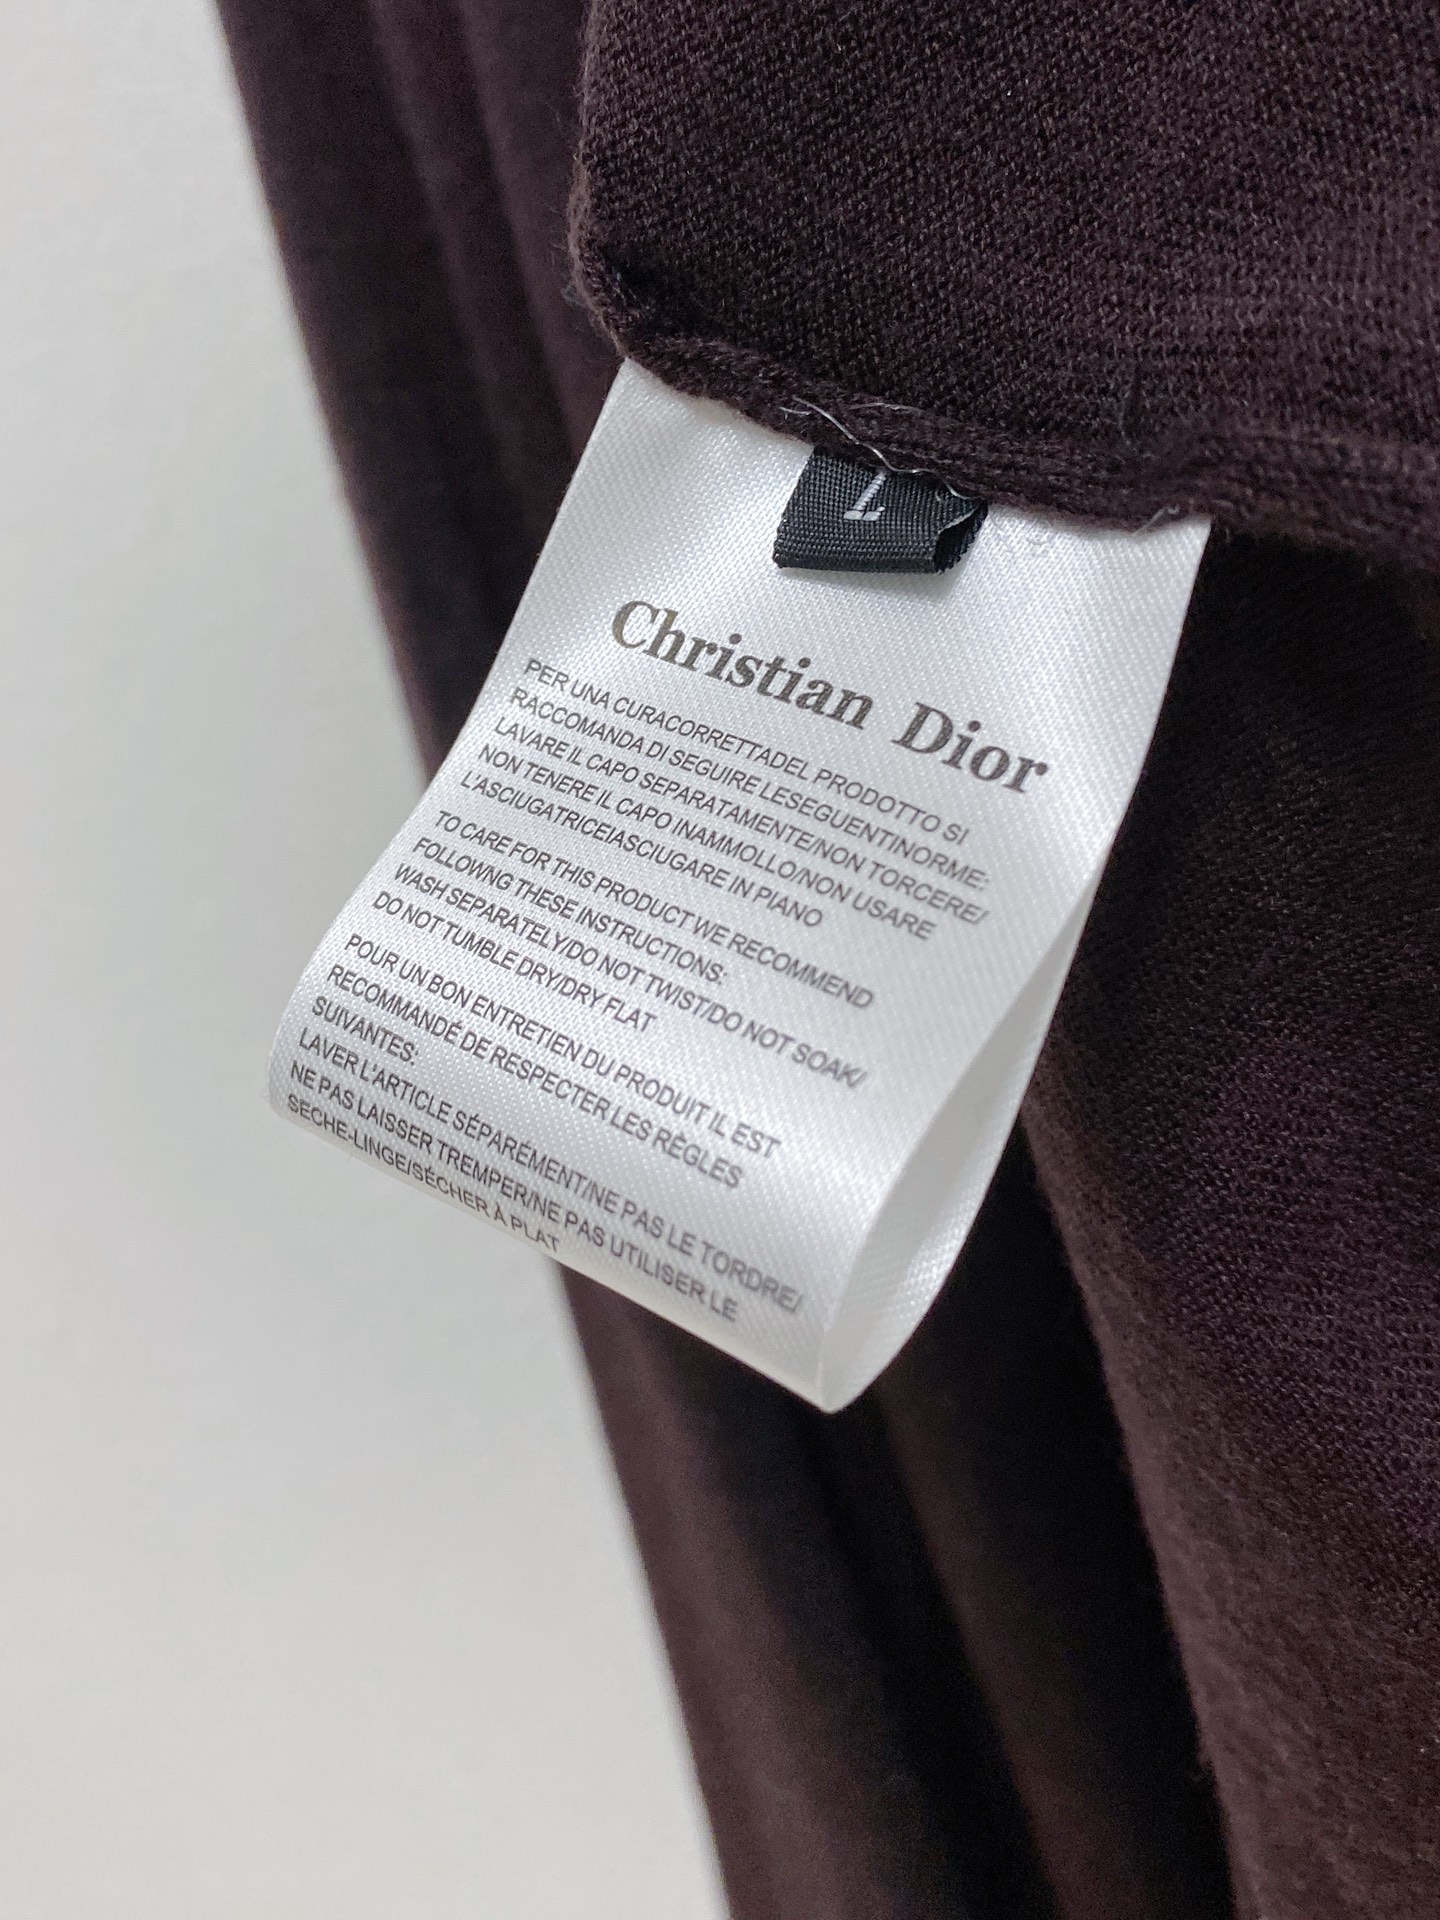 Christian Dior
PER UNA CURACORRETTADEL PRODOTTO SI
RACCOMANDA DI SEGUIRE LESEGUENTINORME:
LAVARE IL CAPO SEPARATAMENTE/NON TORCERE/
NON TENERE IL CAPO INAMMOLLO/NON USARE
L'ASCIUGATRICEIASCIUGARE IN PIANO
TO CARE FOR THIS PRODUCT WE RECOMMEND
FOLLOWNG THESE INSTRUCTIONS:
WASH SEPARATELY/DO NOT TWIST/DO NOT SOAK/
DO NOT TUMBLE DRY/DRY FLAT
POUR UN BON ENTRETIEN DU PRODUIT IL EST
RECOMMANDÉ DE RESPECTER LES RÈGLES
SUIVANTES:
LAVER L'ARTICLE SÉPARÉMENT/NE PAS LE TORDRE/
NE PAS LAISSER TREMPER/NE PAS UTILISER LE
SÈCHE-LINGE/SÉCHER À PLAT